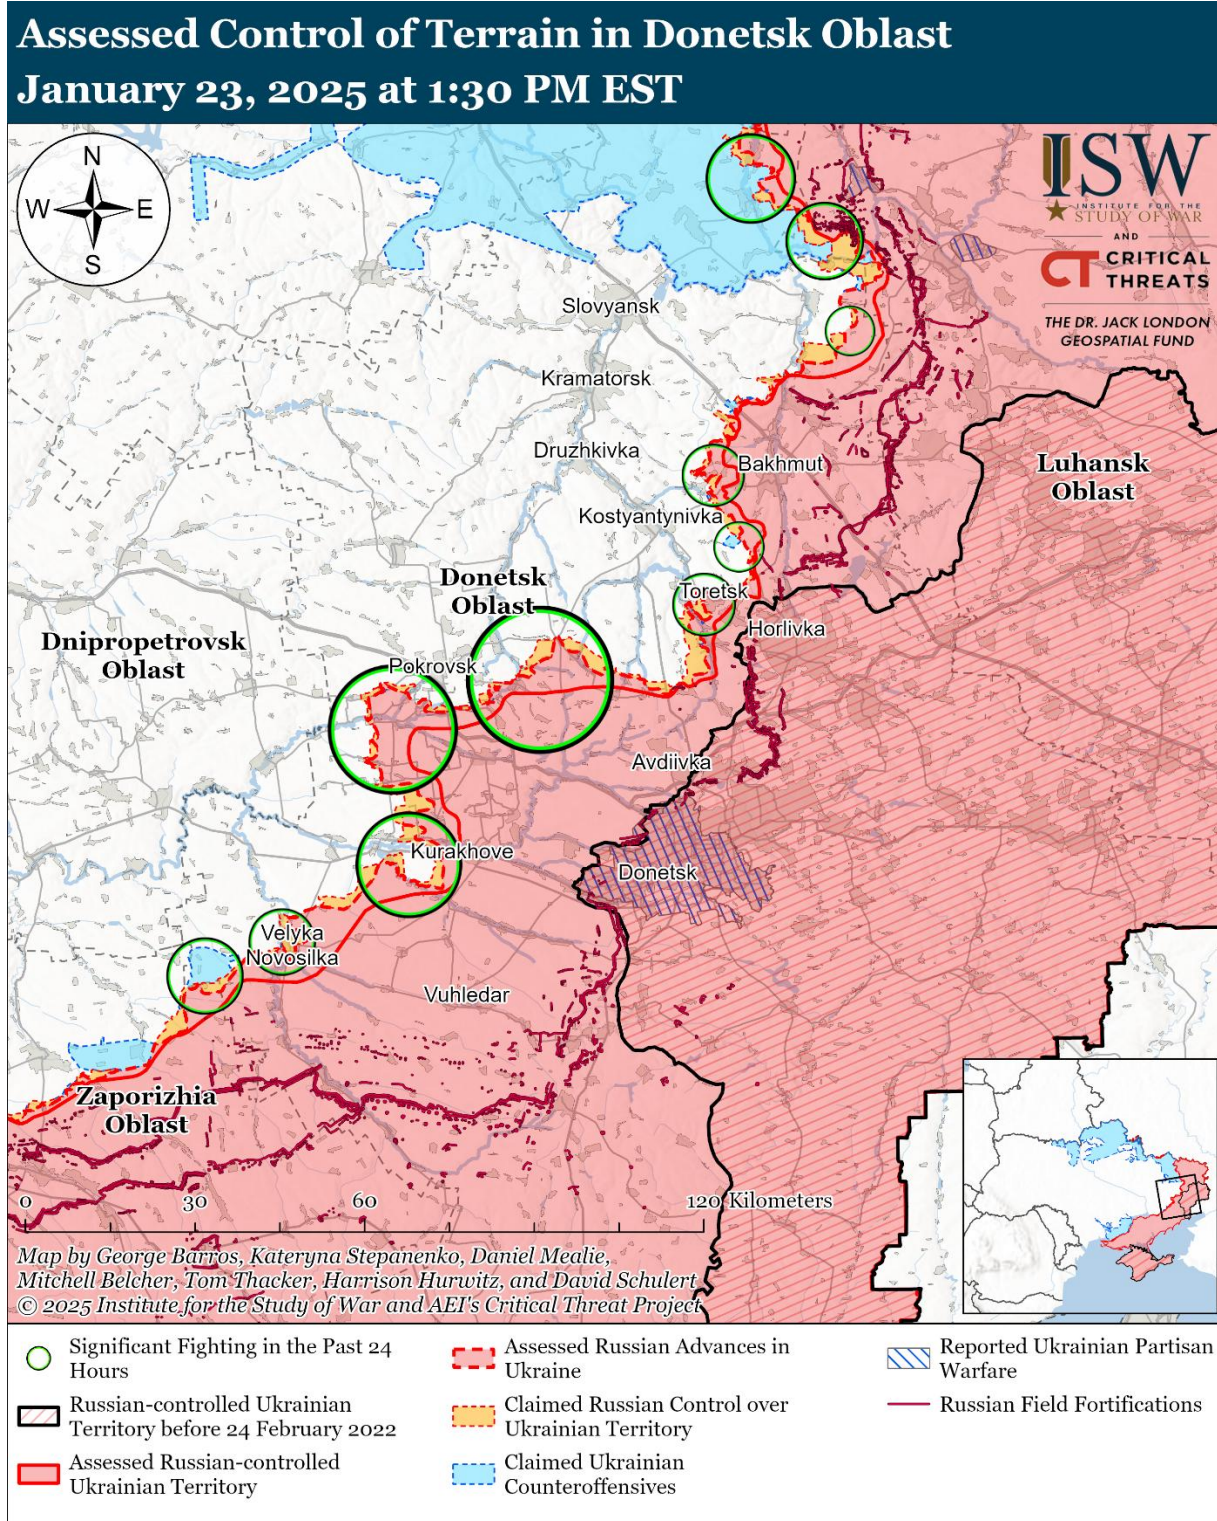 Assessed Control of Terrain in Donetsk Oblast
January 23, 2025 at 1:30 PM EST
N
W E
S
ISW
INSTITUTE FOR THE
STUDY OF WAR
AND
CT CRITICAL
THREATS
THE DR. JACK LONDON
GEOSPATIAL FUND
Slovyansk
Kramatorsk
Druzhkivka
Bakhmut
Luhansk
Oblast
Kostyantynivka
Donetsk
Oblast
Toretsk
Horlivka
Dnipropetrovsk
Oblast
Pokrovsk
Avdiivka
Kurakhove
Donetsk
Velyka
Novosilka
Vuhledar
Zaporizhia
Oblast
0 30 60 120 Kilometers
Map by George Barros, Kateryna Stepanenko, Daniel Mealie,
Mitchell Belcher, Tom Thacker, Harrison Hurwitz, and David Schulert
© 2025 Institute for the Study of War and AEI's Critical Threat Project
Significant Fighting in the Past 24
Hours
Russian-controlled Ukrainian
Territory before 24 February 2022
Assessed Russian-controlled
Ukrainian Territory
Assessed Russian Advances in
Ukraine
Claimed Russian Control over
Ukrainian Territory
Claimed Ukrainian
Counteroffensives
Reported Ukrainian Partisan
Warfare
Russian Field Fortifications